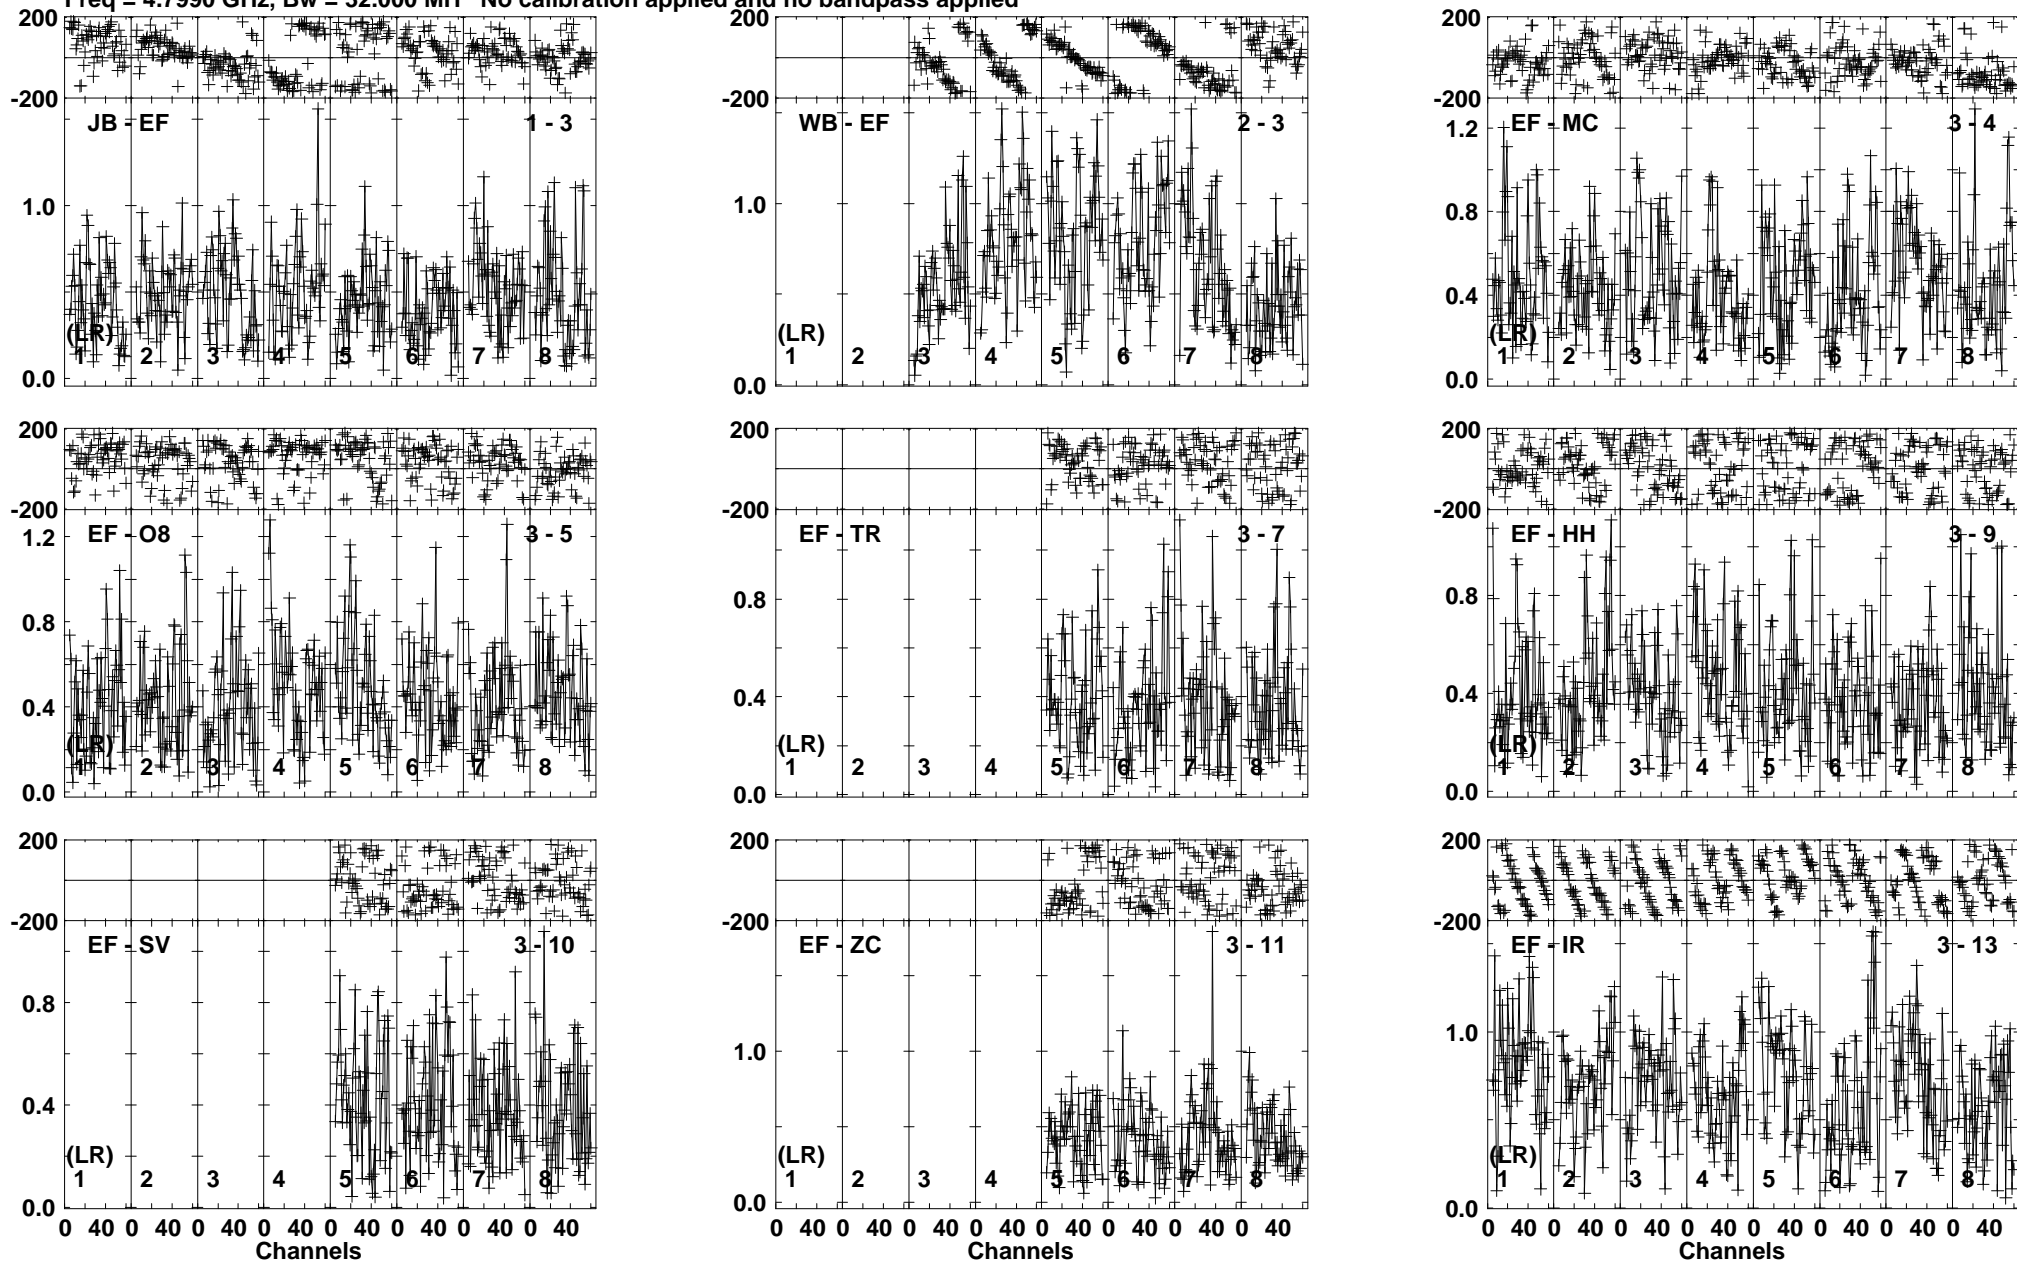 Freq = 4.7990 GHz, Bw = 32.000 MH No calibration applied and no bandpass applied
200 200 200
-200 -200 -200
JB - EF 1 - 3 WB - EF 2 - 3 EF - MC 3 - 4
1.2
1.0 1.0
0.8
0.4
(LR) (LR) (LR)
1 2 3 4 5 6 7 8 1 2 3 4 5 6 7 8 1 2 3 4 5 6 7 8
0.0 0.0 0.0
200 200 200
-200 -200 -200
EF - O8 3 - 5 EF - TR 3 - 7 EF - HH 3 - 9
1.2
0.8 0.8 0.8
0.4 0.4 0.4
(LR) (LR) (LR)
1 2 3 4 5 6 7 8 1 2 3 4 5 6 7 8 1 2 3 4 5 6 7 8
0.0 0.0 0.0
200 200 200
-200 -200 -200
EF - SV 3 - 10 EF - ZC 3 - 11 EF - IR 3 - 13
0.8 1.0 1.0
0.4
(LR) (LR) (LR)
1 2 3 4 5 6 7 8 1 2 3 4 5 6 7 8 1 2 3 4 5 6 7 8
0.0 0.0 0.0
0 40 0 40 0 40 0 40 0 40 0 40 0 40 0 40 0 40 0 40 0 40 0 40 0 40 0 40 0 40 0 40 0 40 0 40 0 40 0 40 0 40 0 40 0 40 0 40
Channels Channels Channels